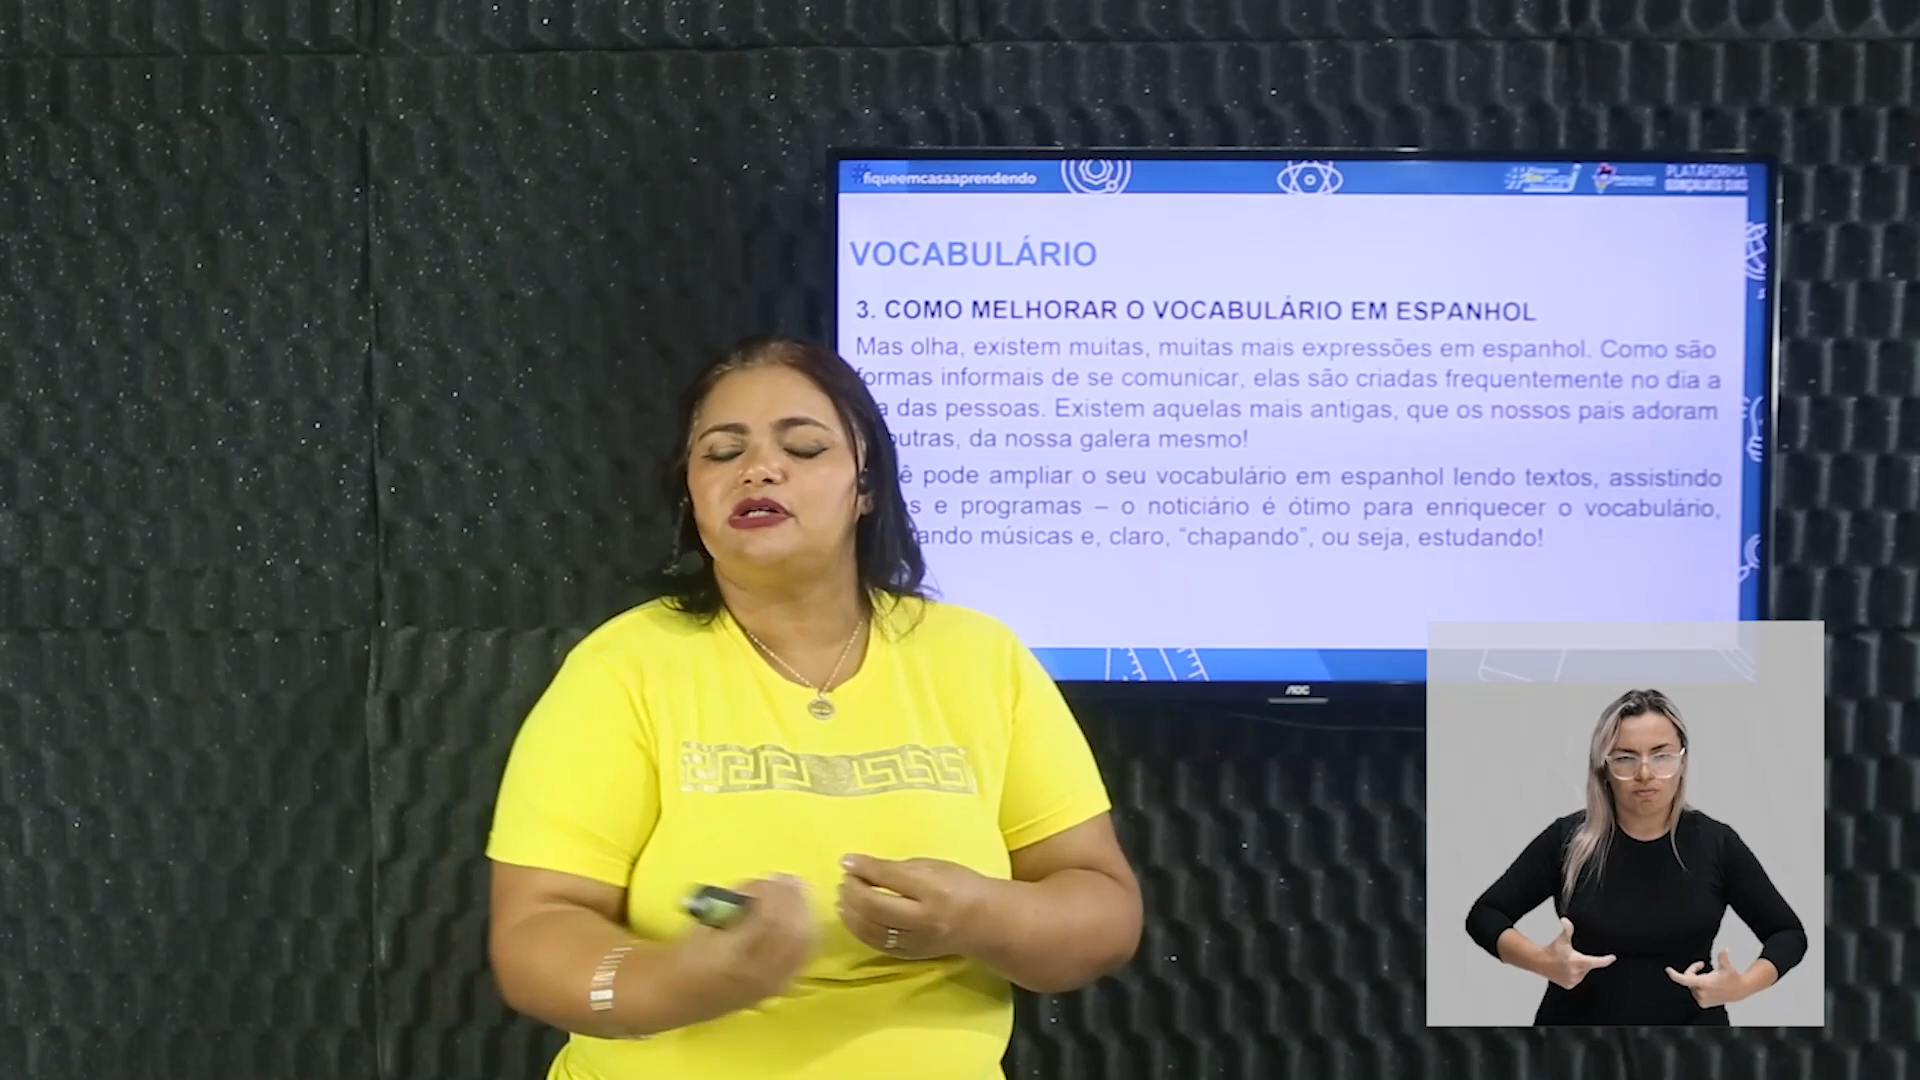 #fiqueemcasaaprendendo
PLATAFORMA
GONÇALVES DIAS
VOCABULÁRIO
3. COMO MELHORAR O VOCABULÁRIO EM ESPANHOL
Mas olha, existem muitas, muitas mais expressões em espanhol. Como são
formas informais de se comunicar, elas são criadas frequentemente no dia a
a das pessoas. Existem aquelas mais antigas, que os nossos pais adoram
outras, da nossa galera mesmo!
ê pode ampliar o seu vocabulário em espanhol lendo textos, assistindo
s e programas – o noticiário é ótimo para enriquecer o vocabulário,
ando músicas e, claro, “chapando”, ou seja, estudando!
AOC